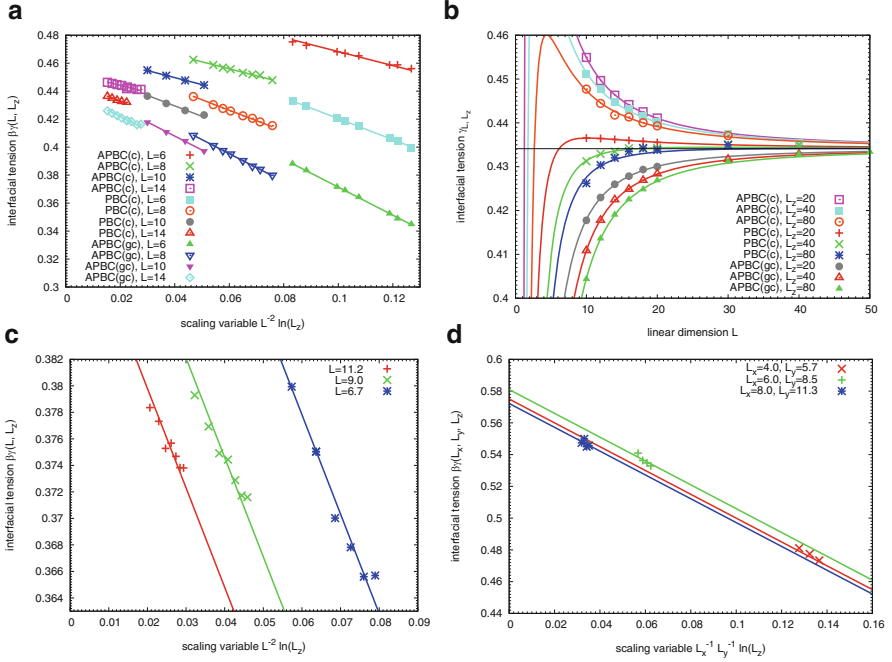 a
interfacial tension βγ(L, Lz)
0.48
0.46
0.44
0.42
0.4
0.38
0.36
0.34
0.32
0.3
0
0.02
0.04
0.06
0.08
0.1
0.12
scaling variable L⁻² ln(Lz)
APBC(c), L=6
APBC(c), L=8
APBC(c), L=10
APBC(c), L=14
PBC(c), L=6
PBC(c), L=8
PBC(c), L=10
PBC(c), L=14
APBC(gc), L=6
APBC(gc), L=8
APBC(gc), L=10
APBC(gc), L=14
b
interfacial tension γL, Lz
0.46
0.45
0.44
0.43
0.42
0.41
0.4
0
10
20
30
40
50
linear dimension L
APBC(c), Lz=20
APBC(c), Lz=40
APBC(c), Lz=80
PBC(c), Lz=20
PBC(c), Lz=40
PBC(c), Lz=80
APBC(gc), Lz=20
APBC(gc), Lz=40
APBC(gc), Lz=80
c
interfacial tension βγ(L, Lz)
0.382
0.38
0.378
0.376
0.374
0.372
0.37
0.368
0.366
0.364
0
0.01
0.02
0.03
0.04
0.05
0.06
0.07
0.08
0.09
scaling variable L⁻² ln(Lz)
L=11.2
L=9.0
L=6.7
d
interfacial tension βγ(Lx, Ly, Lz)
0.6
0.58
0.56
0.54
0.52
0.5
0.48
0.46
0.44
0
0.02
0.04
0.06
0.08
0.1
0.12
0.14
0.16
scaling variable Lx⁻¹ Ly⁻¹ ln(Lz)
Lx=4.0, Ly=5.7
Lx=6.0, Ly=8.5
Lx=8.0, Ly=11.3